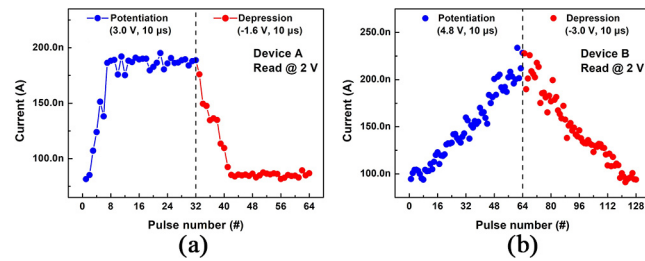 Potentiation
(3.0 V, 10 μs)
Depression
(-1.6 V, 10 μs)
Device A
Read @ 2 V
Current (A)
200.0n
150.0n
100.0n
0 8 16 24 32 40 48 56 64
Pulse number (#)
(a)
Potentiation
(4.8 V, 10 μs)
Depression
(-3.0 V, 10 μs)
Device B
Read @ 2 V
Current (A)
250.0n
200.0n
150.0n
100.0n
0 16 32 48 64 80 96 112 128
Pulse number (#)
(b)